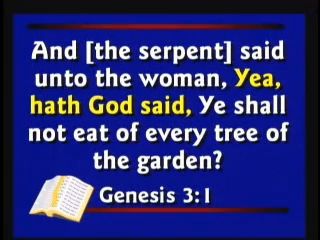 And [the serpent] said
unto the woman, Yea,
hath God said, Ye shall
not eat of every tree of
the garden?
Genesis 3:1